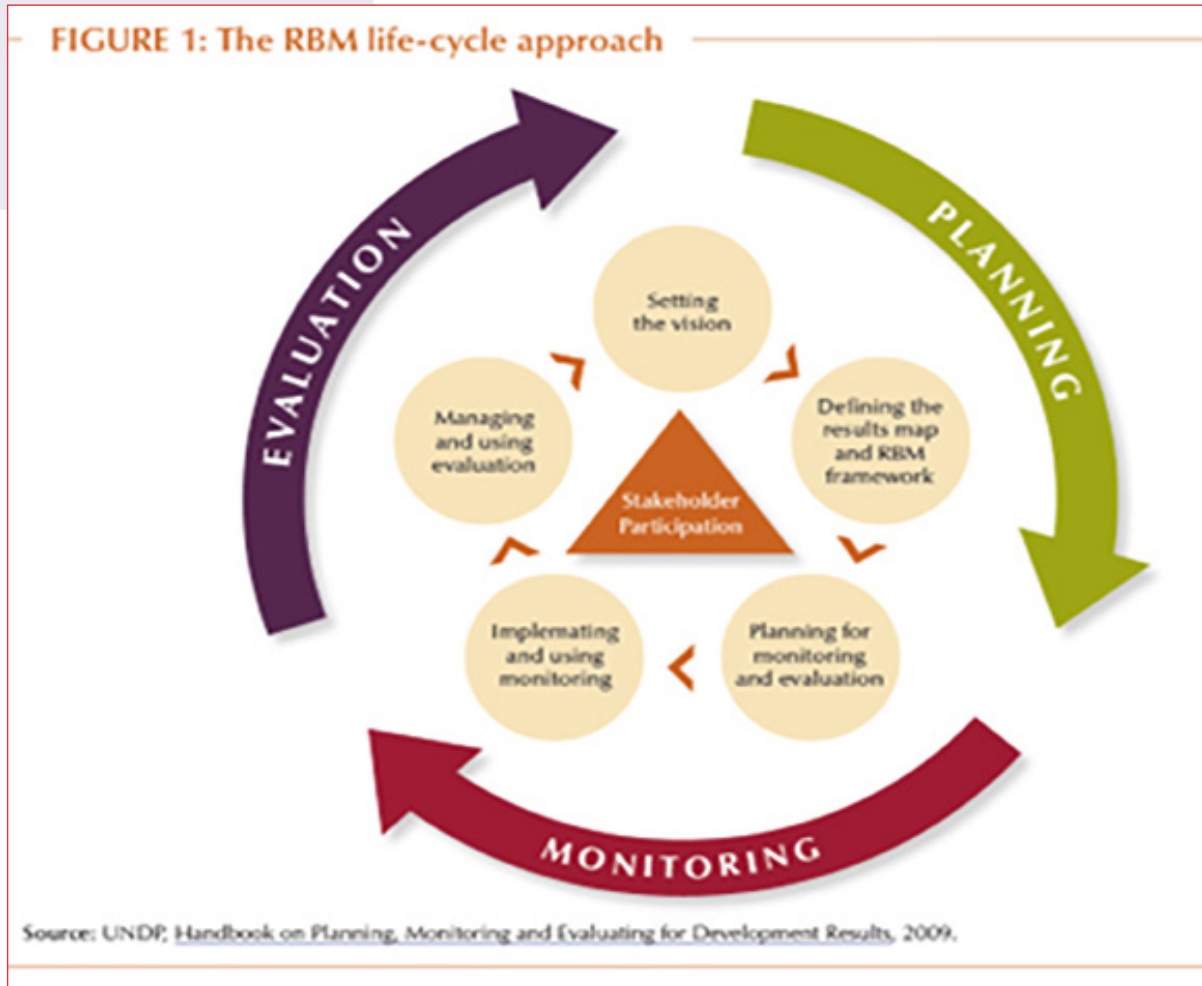 FIGURE 1: The RBM life-cycle approach
EVALUATION
PLANNING
Setting
the vision
Defining the
results map
and RBM
framework
Managing
and using
evaluation
Stakeholder
Participation
Implemating
and using
monitoring
Planning for
monitoring
and evaluation
MONITORING
Source: UNDP, Handbook on Planning, Monitoring and Evaluating for Development Results, 2009.